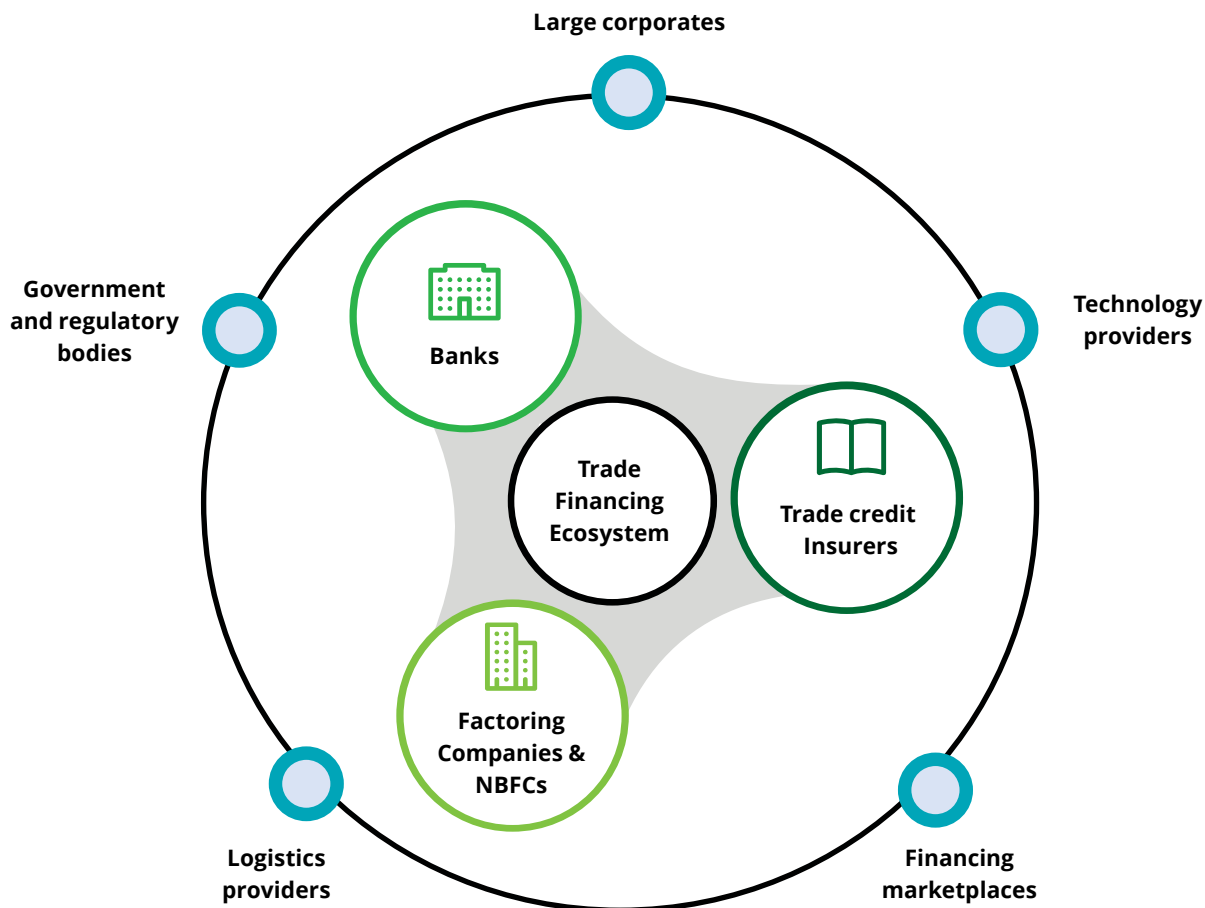 Large corporates
Government
and regulatory
bodies
Technology
providers
Banks
Trade
Financing
Ecosystem
Trade credit
Insurers
Factoring
Companies &
NBFCs
Logistics
providers
Financing
marketplaces